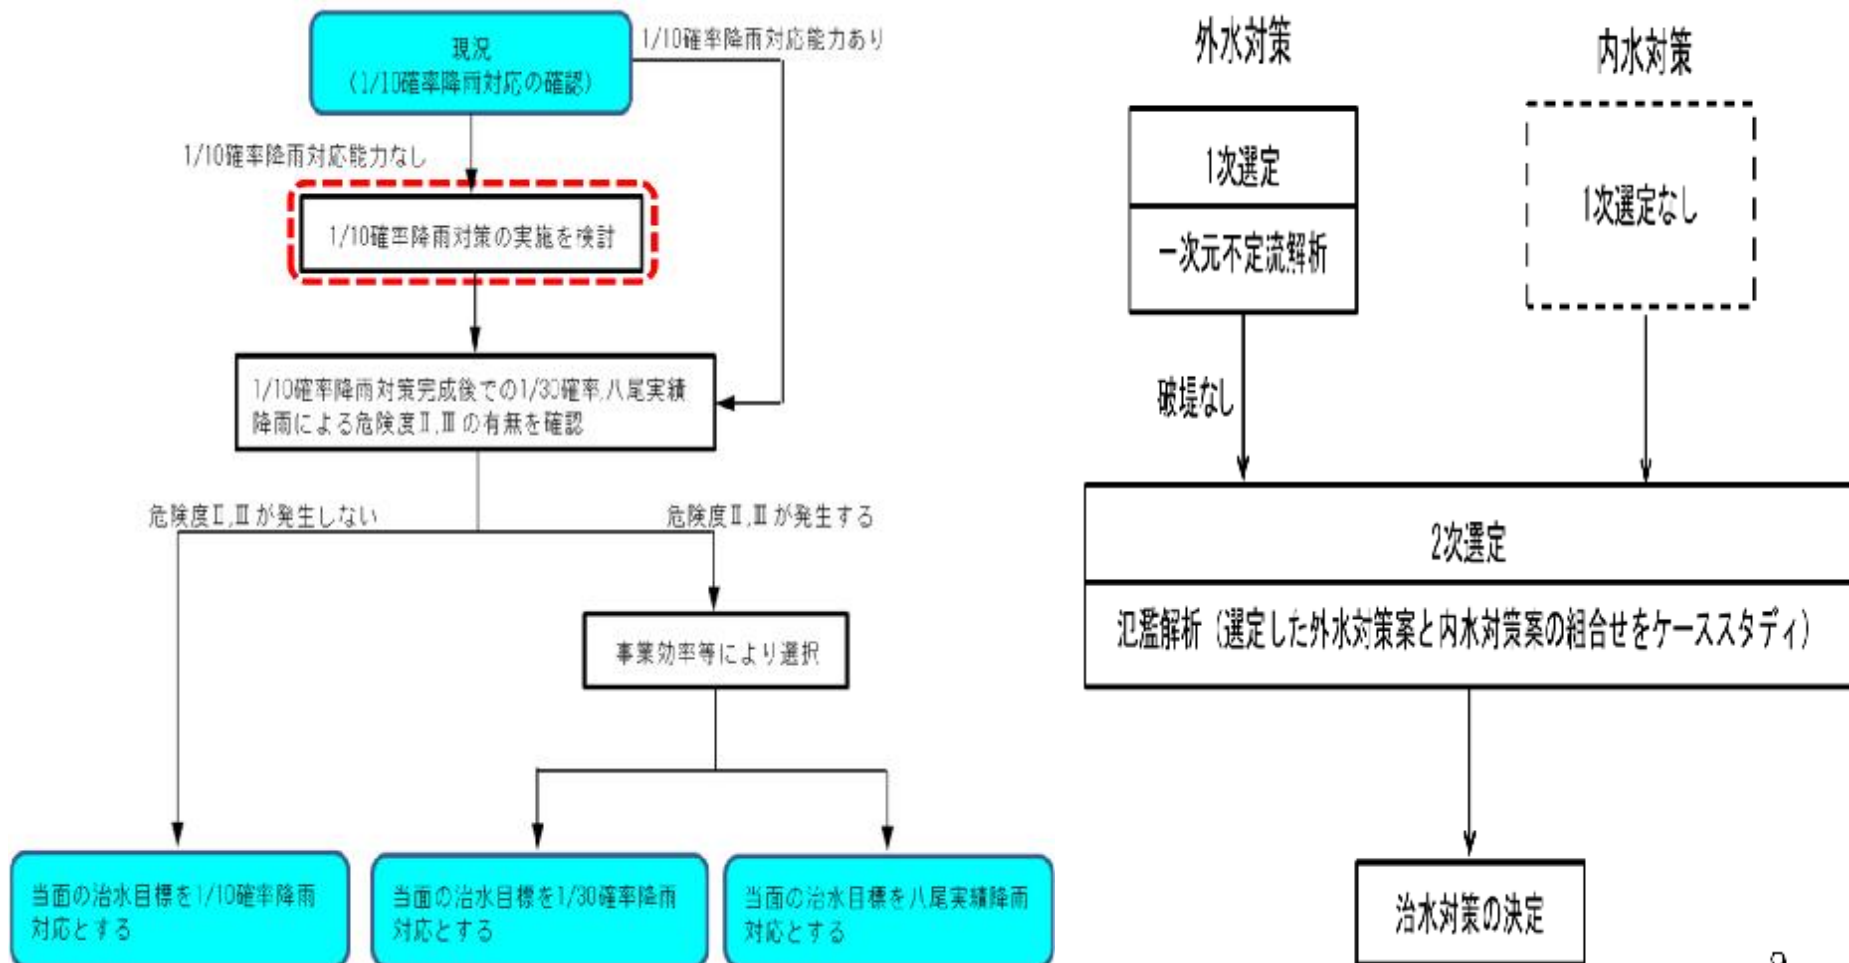 現況
(1/10確率降雨対応の確認)
1/10確率降雨対応能力あり
1/10確率降雨対応能力なし
1/10確率降雨対策の実施を検討
1/10確率降雨対策完成後での1/30確率,八尾実績
降雨による危険度Ⅱ,Ⅲの有無を確認
危険度Ⅱ,Ⅲが発生しない
危険度Ⅱ,Ⅲが発生する
事業効率等により選択
当面の治水目標を1/10確率降雨
対応とする
当面の治水目標を1/30確率降雨
対応とする
当面の治水目標を八尾実績降雨
対応とする
外水対策
内水対策
1次選定
一次元不定流解析
1次選定なし
破堤なし
2次選定
氾濫解析(選定した外水対策案と内水対策案の組合せをケーススタディ)
治水対策の決定